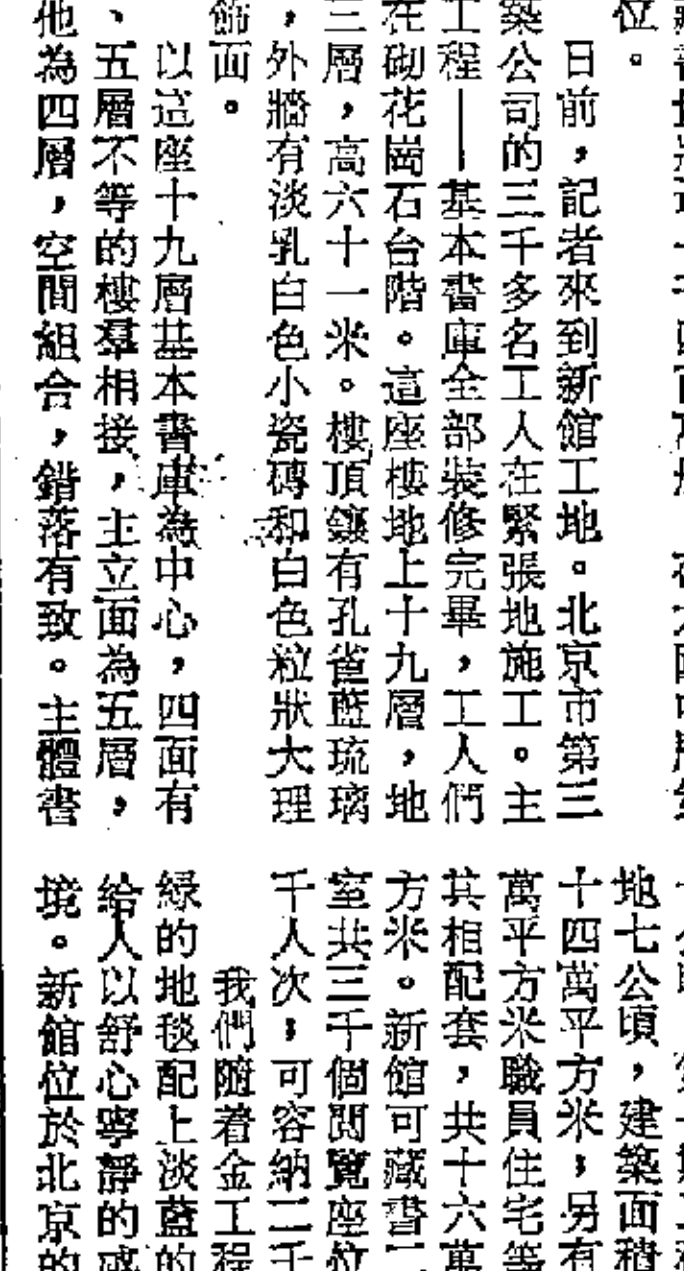 位。
日前，記者來到新館工地。北京市第三
築公司的三千多名工人在緊張地施工。主
工程——基本書庫全部裝修完畢，工人們
在砌花崗石台階。這座樓地上十九層，地
三層，高六十一米。樓頂鑲有孔雀藍琉璃
，外牆有淡乳白色小瓷磚和白色粒狀大理
飾面。
以這座十九層基本書庫為中心，四面有
、五層不等的樓羣相接，主立面為五層，
他為四層，空間組合，錯落有致。主體書
地七公頃，建築面積
十四萬平方米，另有
萬平方米職員住宅等
其相配套，共十六萬
方米。新館可藏書二
室共三千個閱覽座位
千人次，可容納二千
我們隨着金工程
綠的地毯配上淡藍的
給人以舒心寧靜的感
境。新館位於北京的